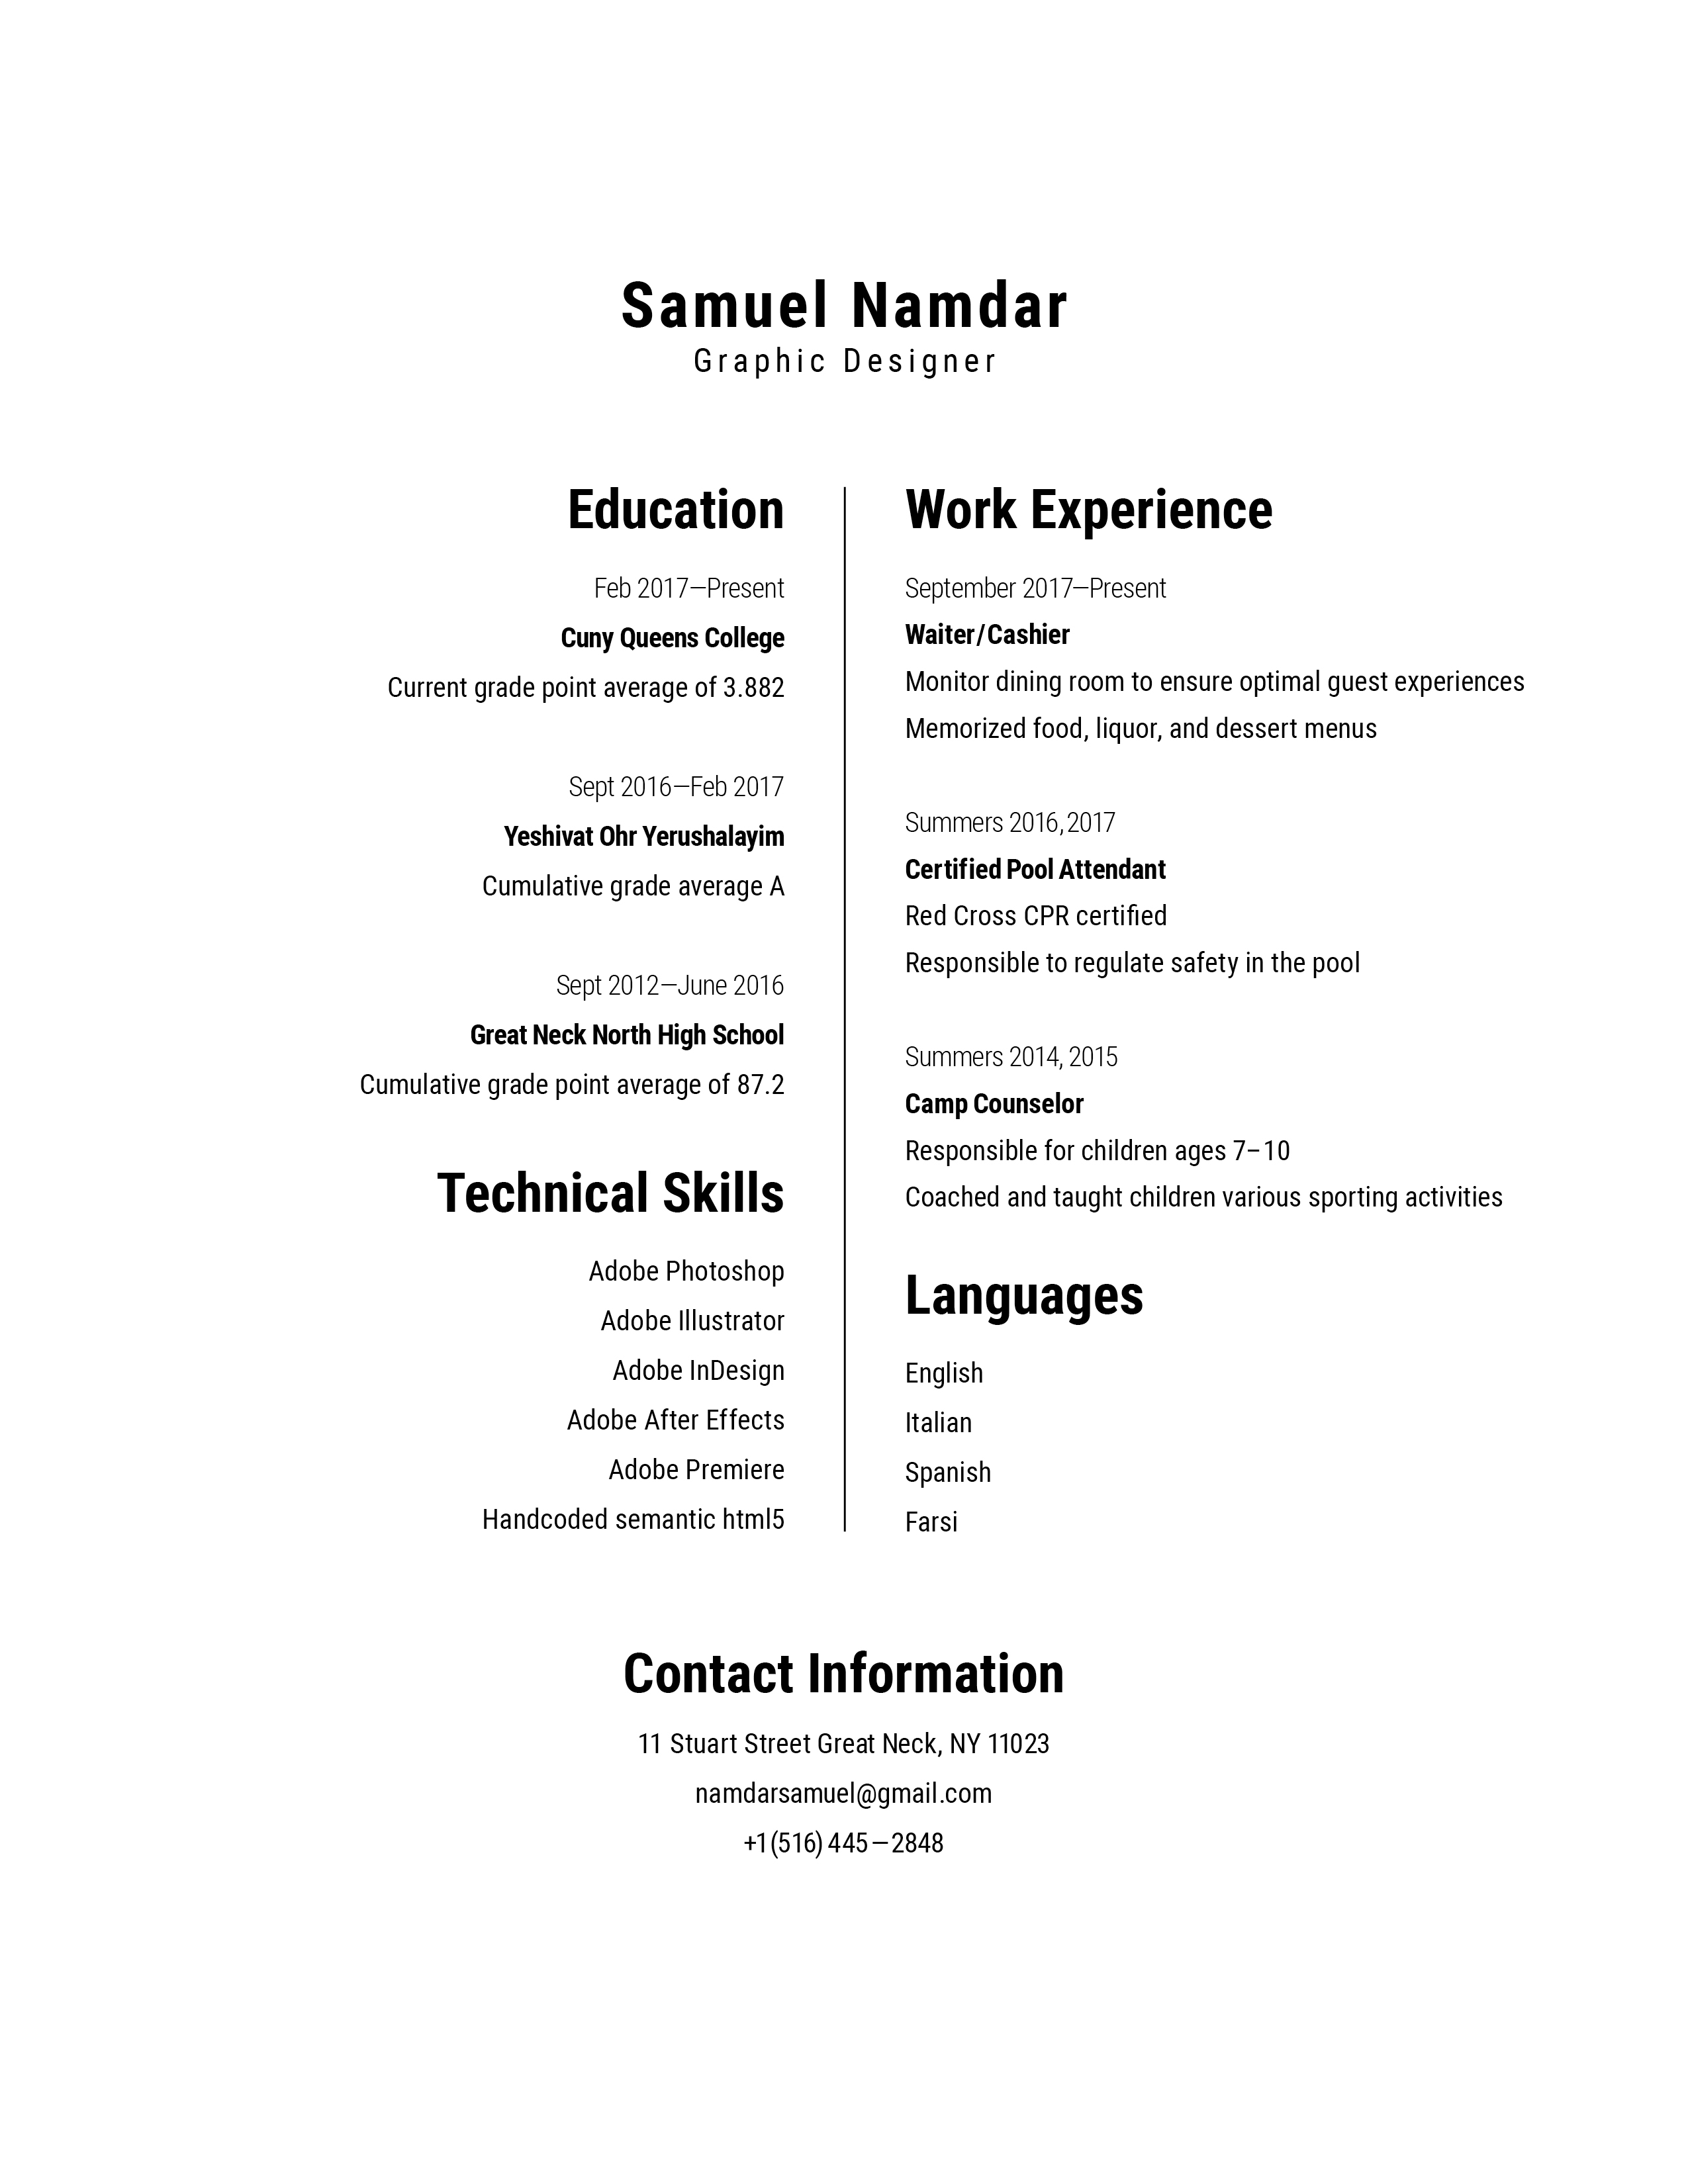 Samuel Namdar
Graphic Designer
Education
Feb 2017—Present
Cuny Queens College
Current grade point average of 3.882
Sept 2016—Feb 2017
Yeshivat Ohr Yerushalayim
Cumulative grade average A
Sept 2012—June 2016
Great Neck North High School
Cumulative grade point average of 87.2
Technical Skills
Adobe Photoshop
Adobe Illustrator
Adobe InDesign
Adobe After Effects
Adobe Premiere
Handcoded semantic html5
Work Experience
September 2017—Present
Waiter/Cashier
Monitor dining room to ensure optimal guest experiences
Memorized food, liquor, and dessert menus
Summers 2016, 2017
Certified Pool Attendant
Red Cross CPR certified
Responsible to regulate safety in the pool
Summers 2014, 2015
Camp Counselor
Responsible for children ages 7–10
Coached and taught children various sporting activities
Languages
English
Italian
Spanish
Farsi
Contact Information
11 Stuart Street Great Neck, NY 11023
namdarsamuel@gmail.com
+1 (516) 445—2848